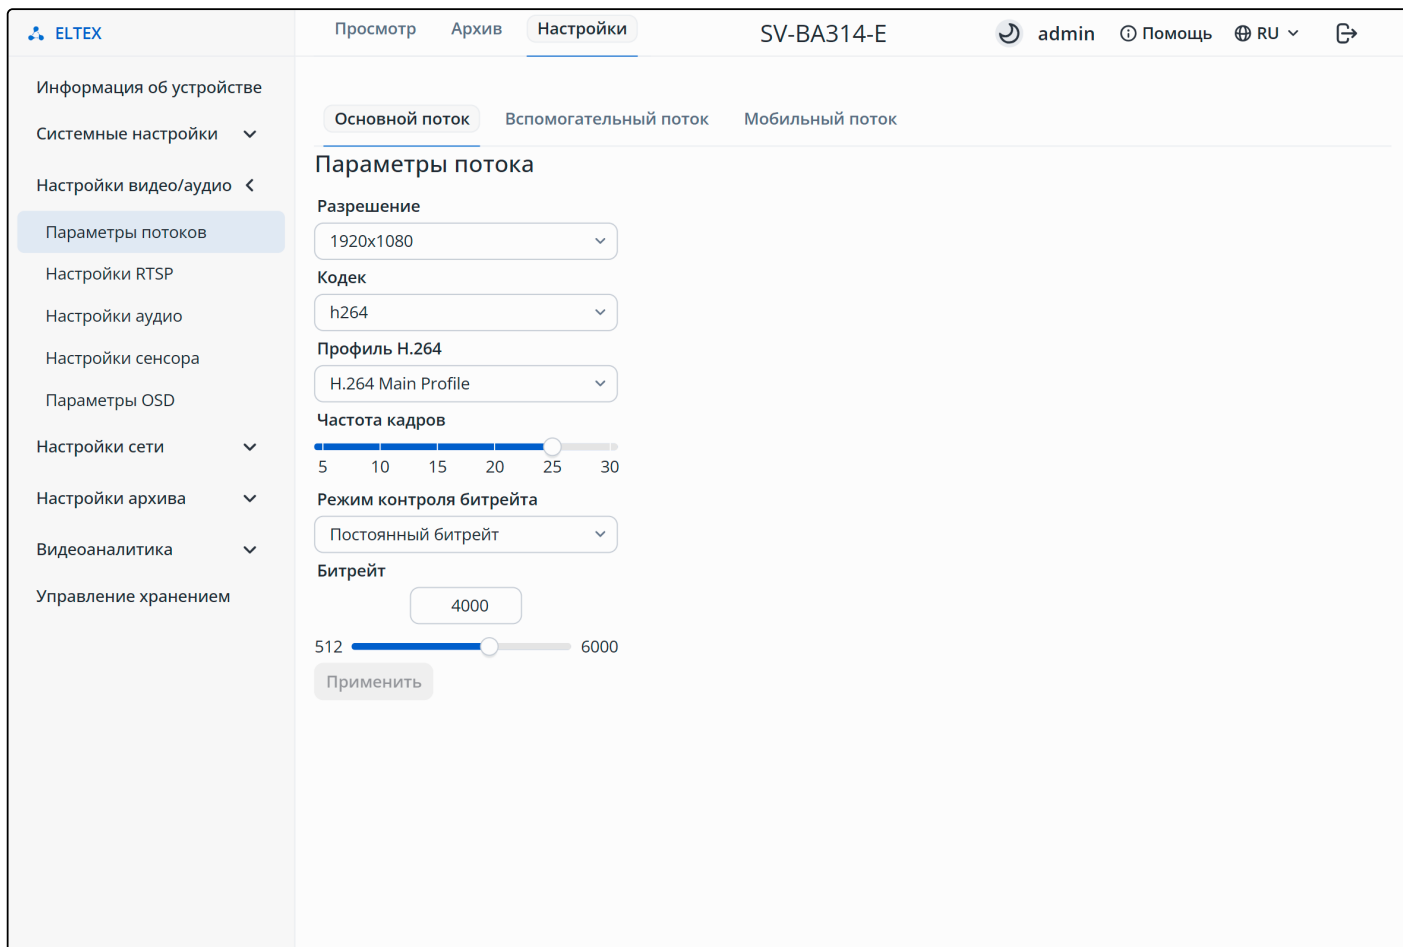 ELTEX
Просмотр Архив Настройки SV-BA314-E admin Помощь RU
Информация об устройстве
Системные настройки
Настройки видео/аудио
Параметры потоков
Настройки RTSP
Настройки аудио
Настройки сенсора
Параметры OSD
Настройки сети
Настройки архива
Видеоаналитика
Управление хранением
Основной поток Вспомогательный поток Мобильный поток
Параметры потока
Разрешение
1920x1080
Кодек
h264
Профиль H.264
H.264 Main Profile
Частота кадров
5 10 15 20 25 30
Режим контроля битрейта
Постоянный битрейт
Битрейт
4000
512 6000
Применить